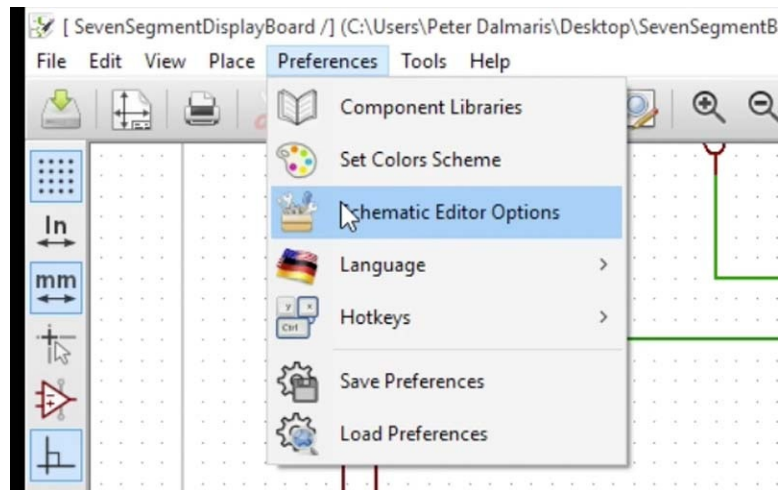 [ SevenSegmentDisplayBoard /] (C:\Users\Peter Dalmaris\Desktop\SevenSegmentB
File Edit View Place Preferences Tools Help
Component Libraries
Set Colors Scheme
In
Schematic Editor Options
mm
Language
y x
Ctrl
Hotkeys
Save Preferences
Load Preferences